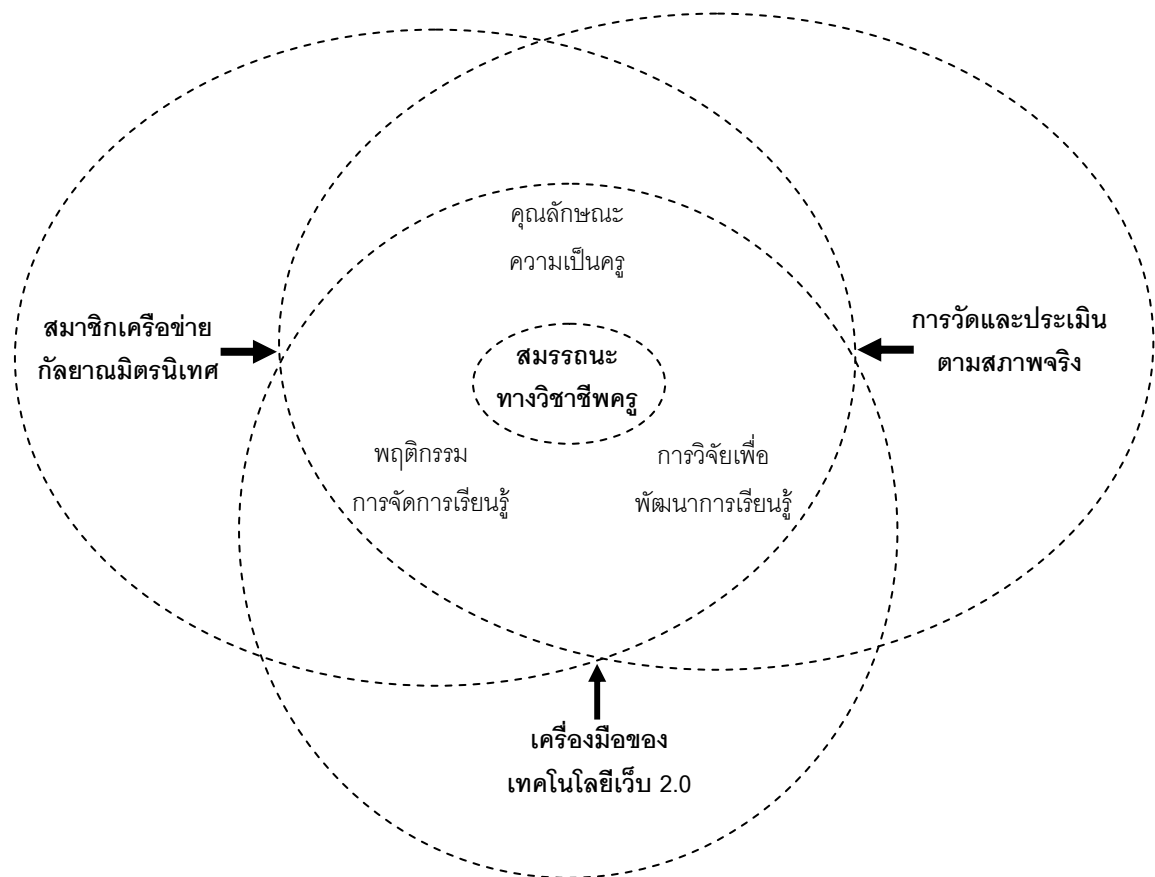 คุณลักษณะ
ความเป็นครู
สมาชิกเครือข่าย
กัลยาณมิตรนิเทศ
การวัดและประเมิน
ตามสภาพจริง
สมรรถนะ
ทางวิชาชีพครู
พฤติกรรม
การจัดการเรียนรู้
การวิจัยเพื่อ
พัฒนาการเรียนรู้
เครื่องมือของ
เทคโนโลยีเว็บ 2.0